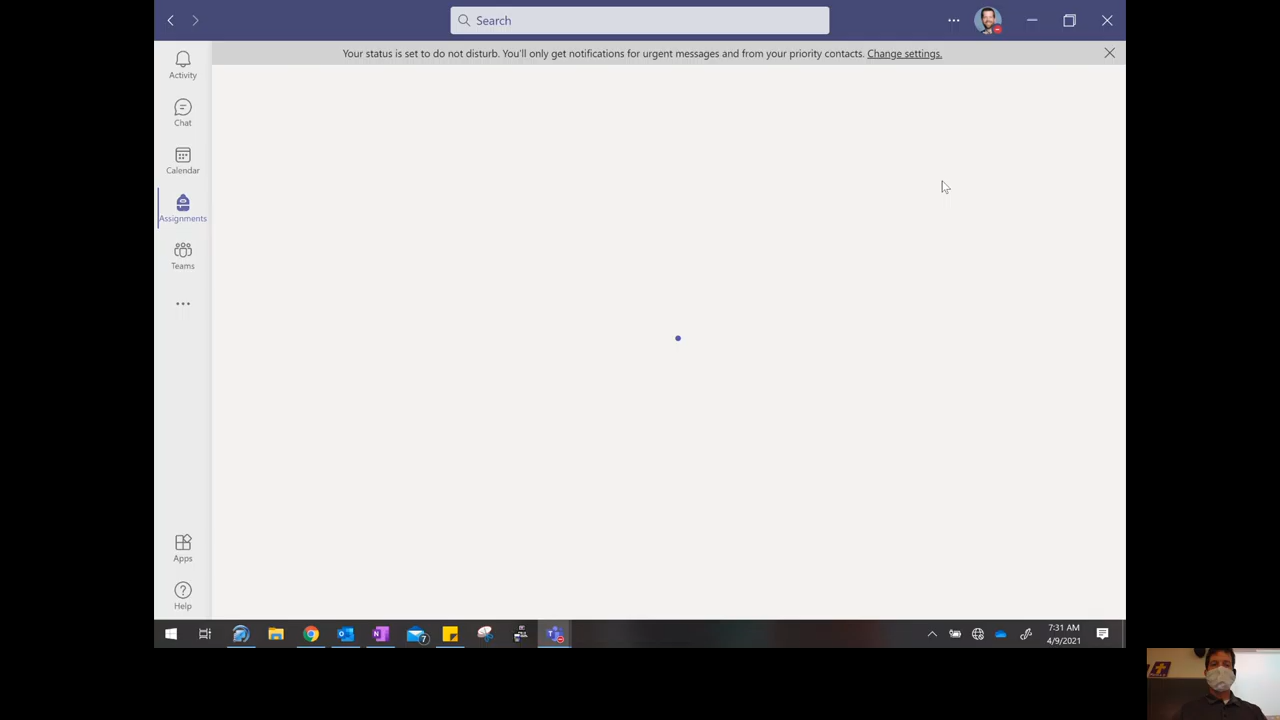 Search
Your status is set to do not disturb. You'll only get notifications for urgent messages and from your priority contacts. Change settings.
Activity
Chat
Calendar
Assignments
Teams
Apps
Help
7
7:31 AM
4/9/2021